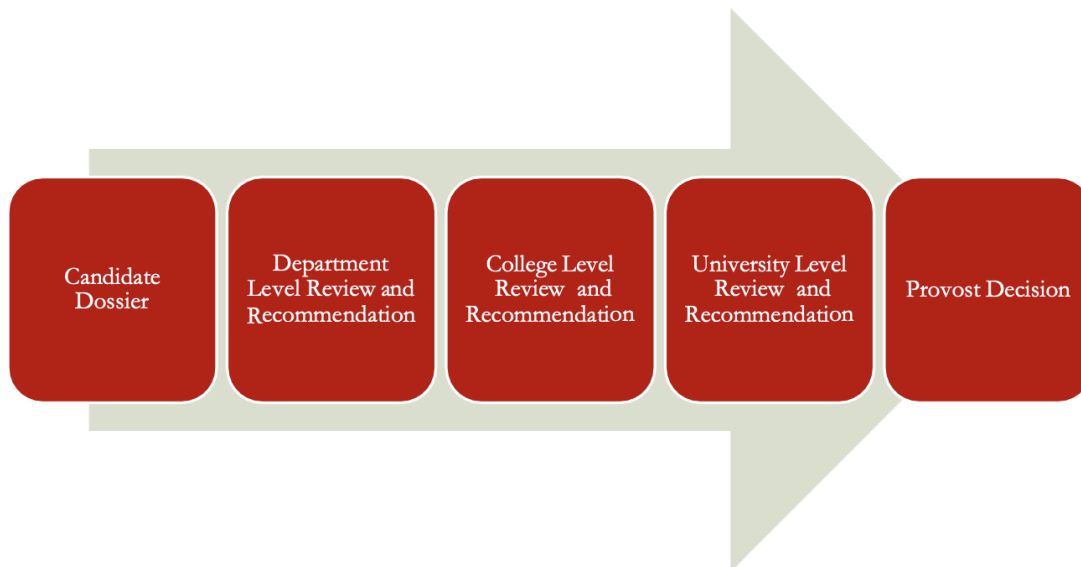 Candidate
Dossier
Department
Level Review and
Recommendation
College Level
Review and
Recommendation
University Level
Review and
Recommendation
Provost Decision